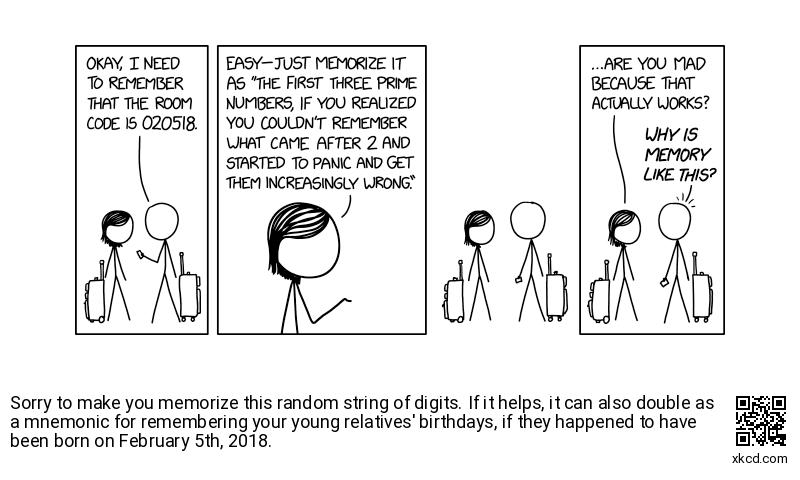 OKAY, I NEED
TO REMEMBER
THAT THE ROOM
CODE IS 020518.
EASY—JUST MEMORIZE IT
AS "THE FIRST THREE PRIME
NUMBERS, IF YOU REALIZED
YOU COULDN'T REMEMBER
WHAT CAME AFTER 2 AND
STARTED TO PANIC AND GET
THEM INCREASINGLY WRONG."
...ARE YOU MAD
BECAUSE THAT
ACTUALLY WORKS?
WHY IS
MEMORY
LIKE THIS?
Sorry to make you memorize this random string of digits. If it helps, it can also double as
a mnemonic for remembering your young relatives' birthdays, if they happened to have
been born on February 5th, 2018.
xkcd.com